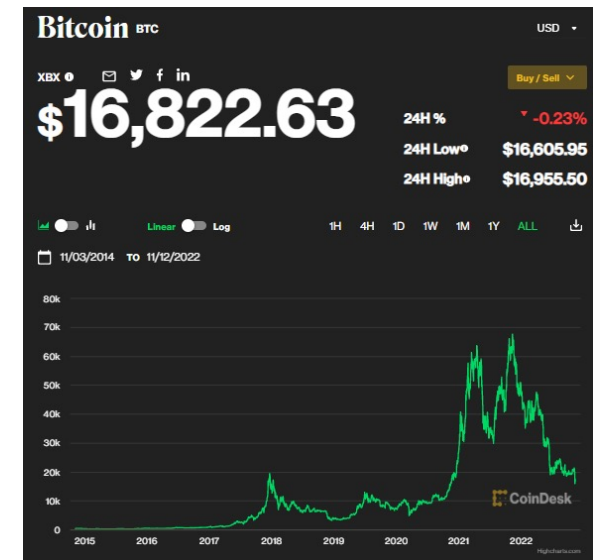 Bitcoin BTC
USD
XBX
Buy / Sell
$16,822.63
24H % -0.23%
24H Low $16,605.95
24H High $16,955.50
Linear Log 1H 4H 1D 1W 1M 1Y ALL
11/03/2014 TO 11/12/2022
80k
70k
60k
50k
40k
30k
20k
10k
0
CoinDesk
2015 2016 2017 2018 2019 2020 2021 2022
Highcharts.com